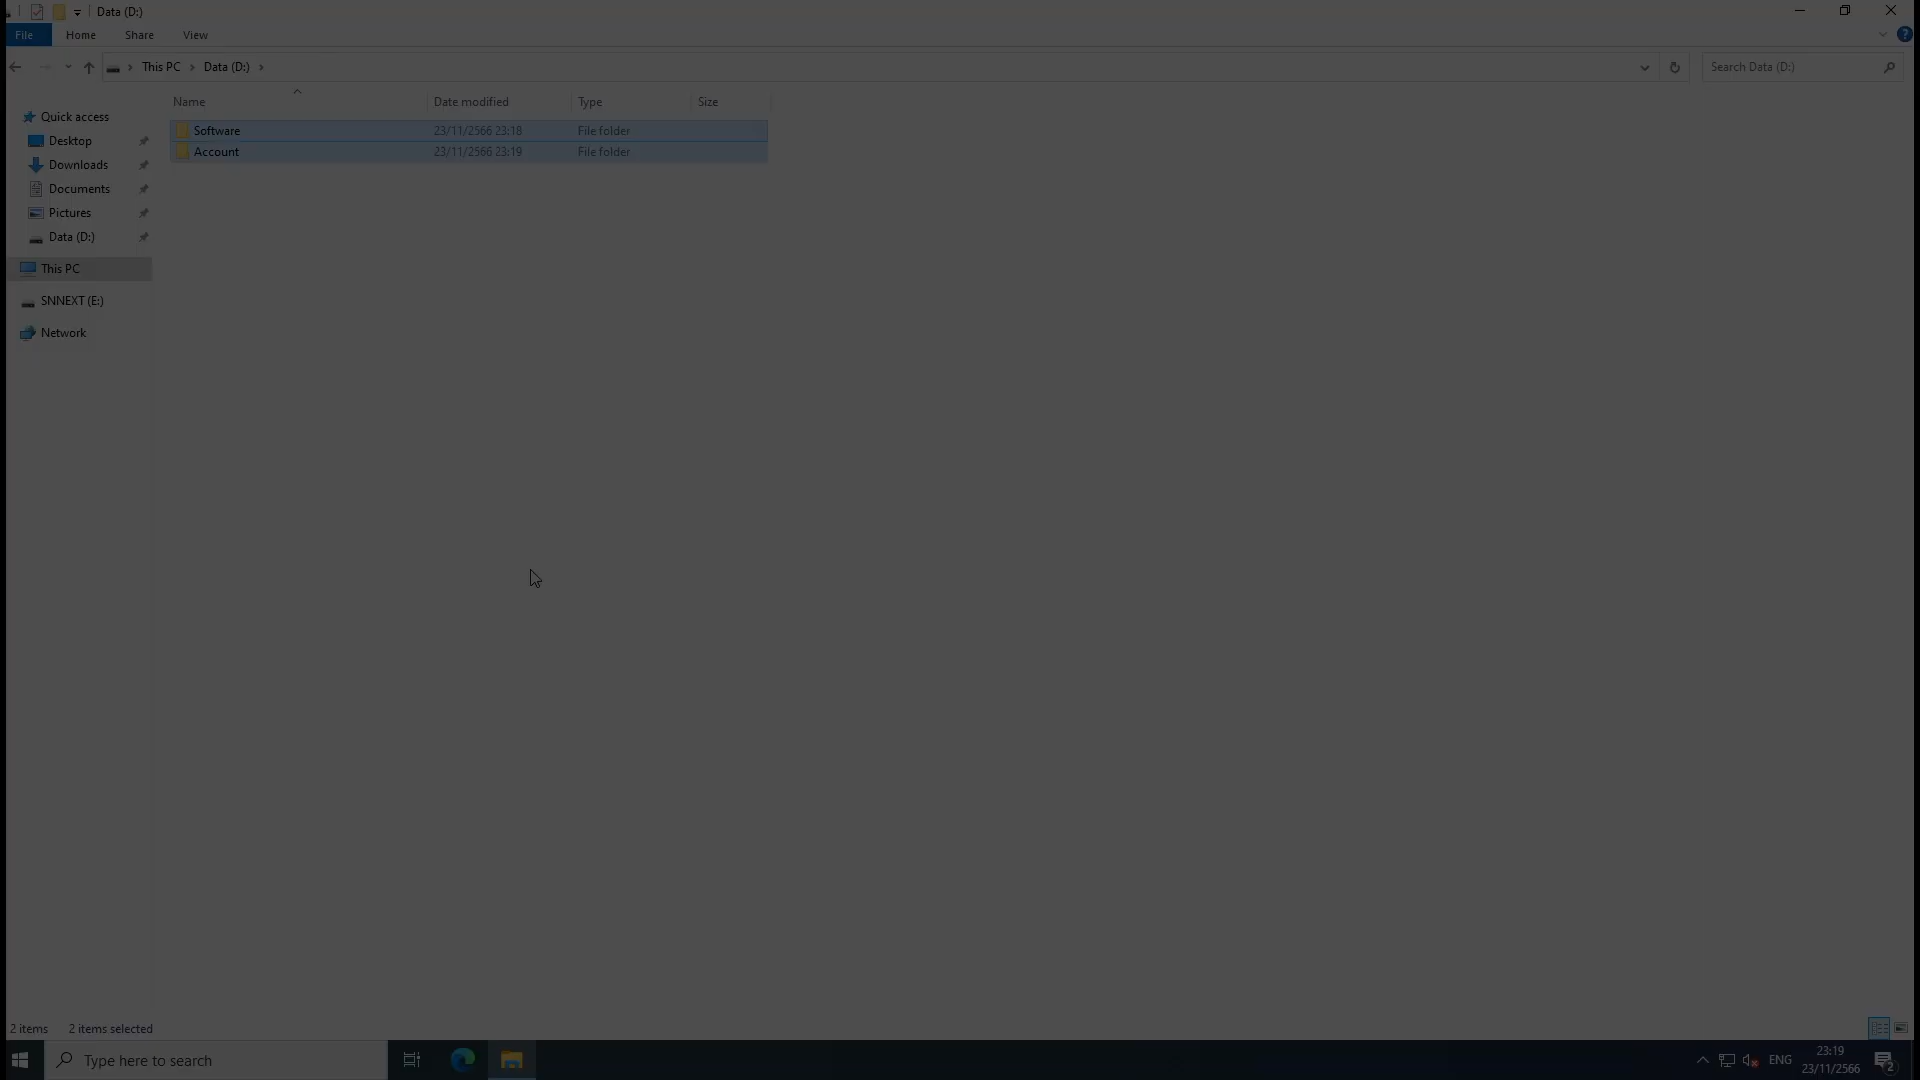 Data (D:)
File Home Share View
This PC Data (D:) Search Data (D:)
Name Date modified Type Size
Quick access
Software 23/11/2566 23:18 File folder
Desktop
Account 23/11/2566 23:19 File folder
Downloads
Documents
Pictures
Data (D:)
This PC
SNNEXT (E:)
Network
2 items 2 items selected
Type here to search
ENG
23:19
23/11/2566
2